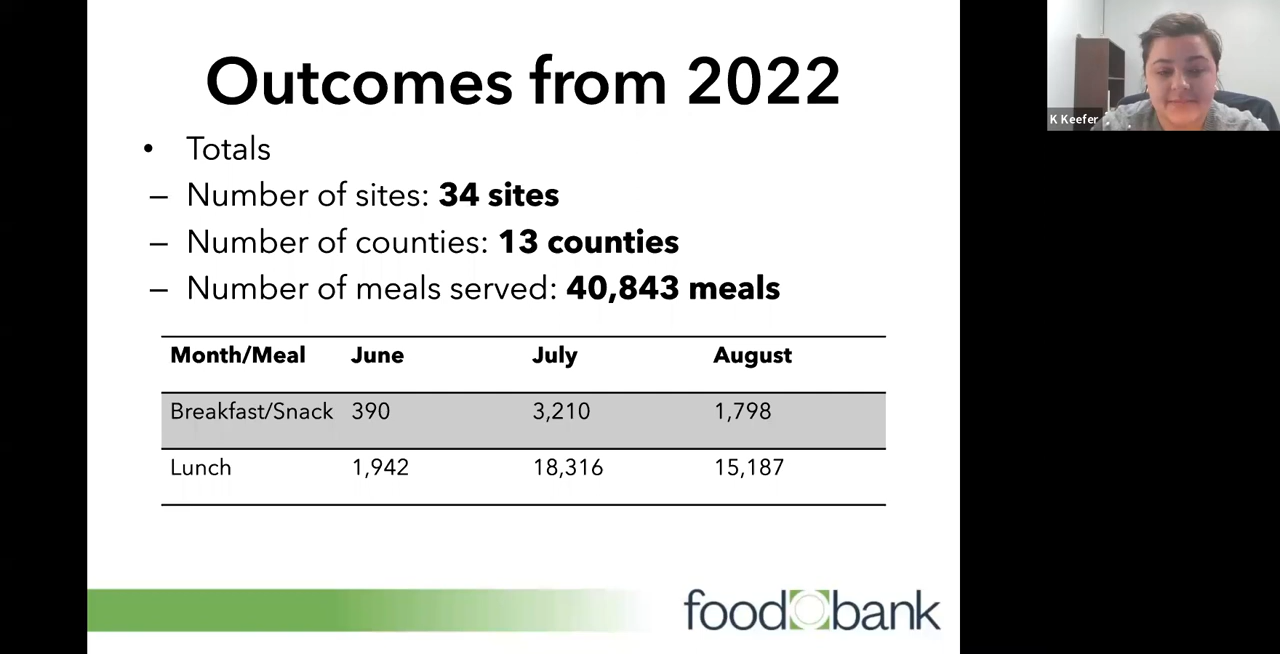 Outcomes from 2022
• Totals
– Number of sites: 34 sites
– Number of counties: 13 counties
– Number of meals served: 40,843 meals
Month/Meal June July August
Breakfast/Snack 390 3,210 1,798
Lunch 1,942 18,316 15,187
food bank
K Keefer